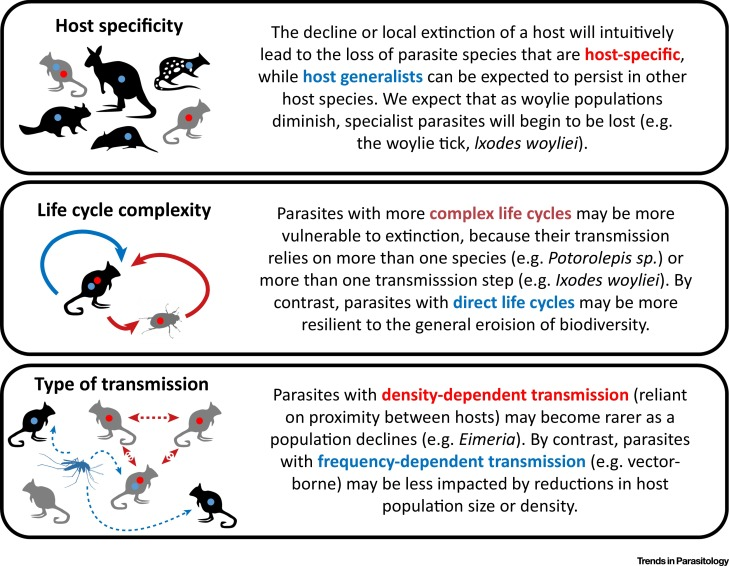 Host specificity
The decline or local extinction of a host will intuitively
lead to the loss of parasite species that are host-specific,
while host generalists can be expected to persist in other
host species. We expect that as woylie populations
diminish, specialist parasites will begin to be lost (e.g.
the woylie tick, Ixodes woyliei).
Life cycle complexity
Parasites with more complex life cycles may be more
vulnerable to extinction, because their transmission
relies on more than one species (e.g. Potorolepis sp.) or
more than one transmisssion step (e.g. Ixodes woyliei). By
contrast, parasites with direct life cycles may be more
resilient to the general eroision of biodiversity.
Type of transmission
Parasites with density-dependent transmission (reliant
on proximity between hosts) may become rarer as a
population declines (e.g. Eimeria). By contrast, parasites
with frequency-dependent transmission (e.g. vector-
borne) may be less impacted by reductions in host
population size or density.
Trends in Parasitology